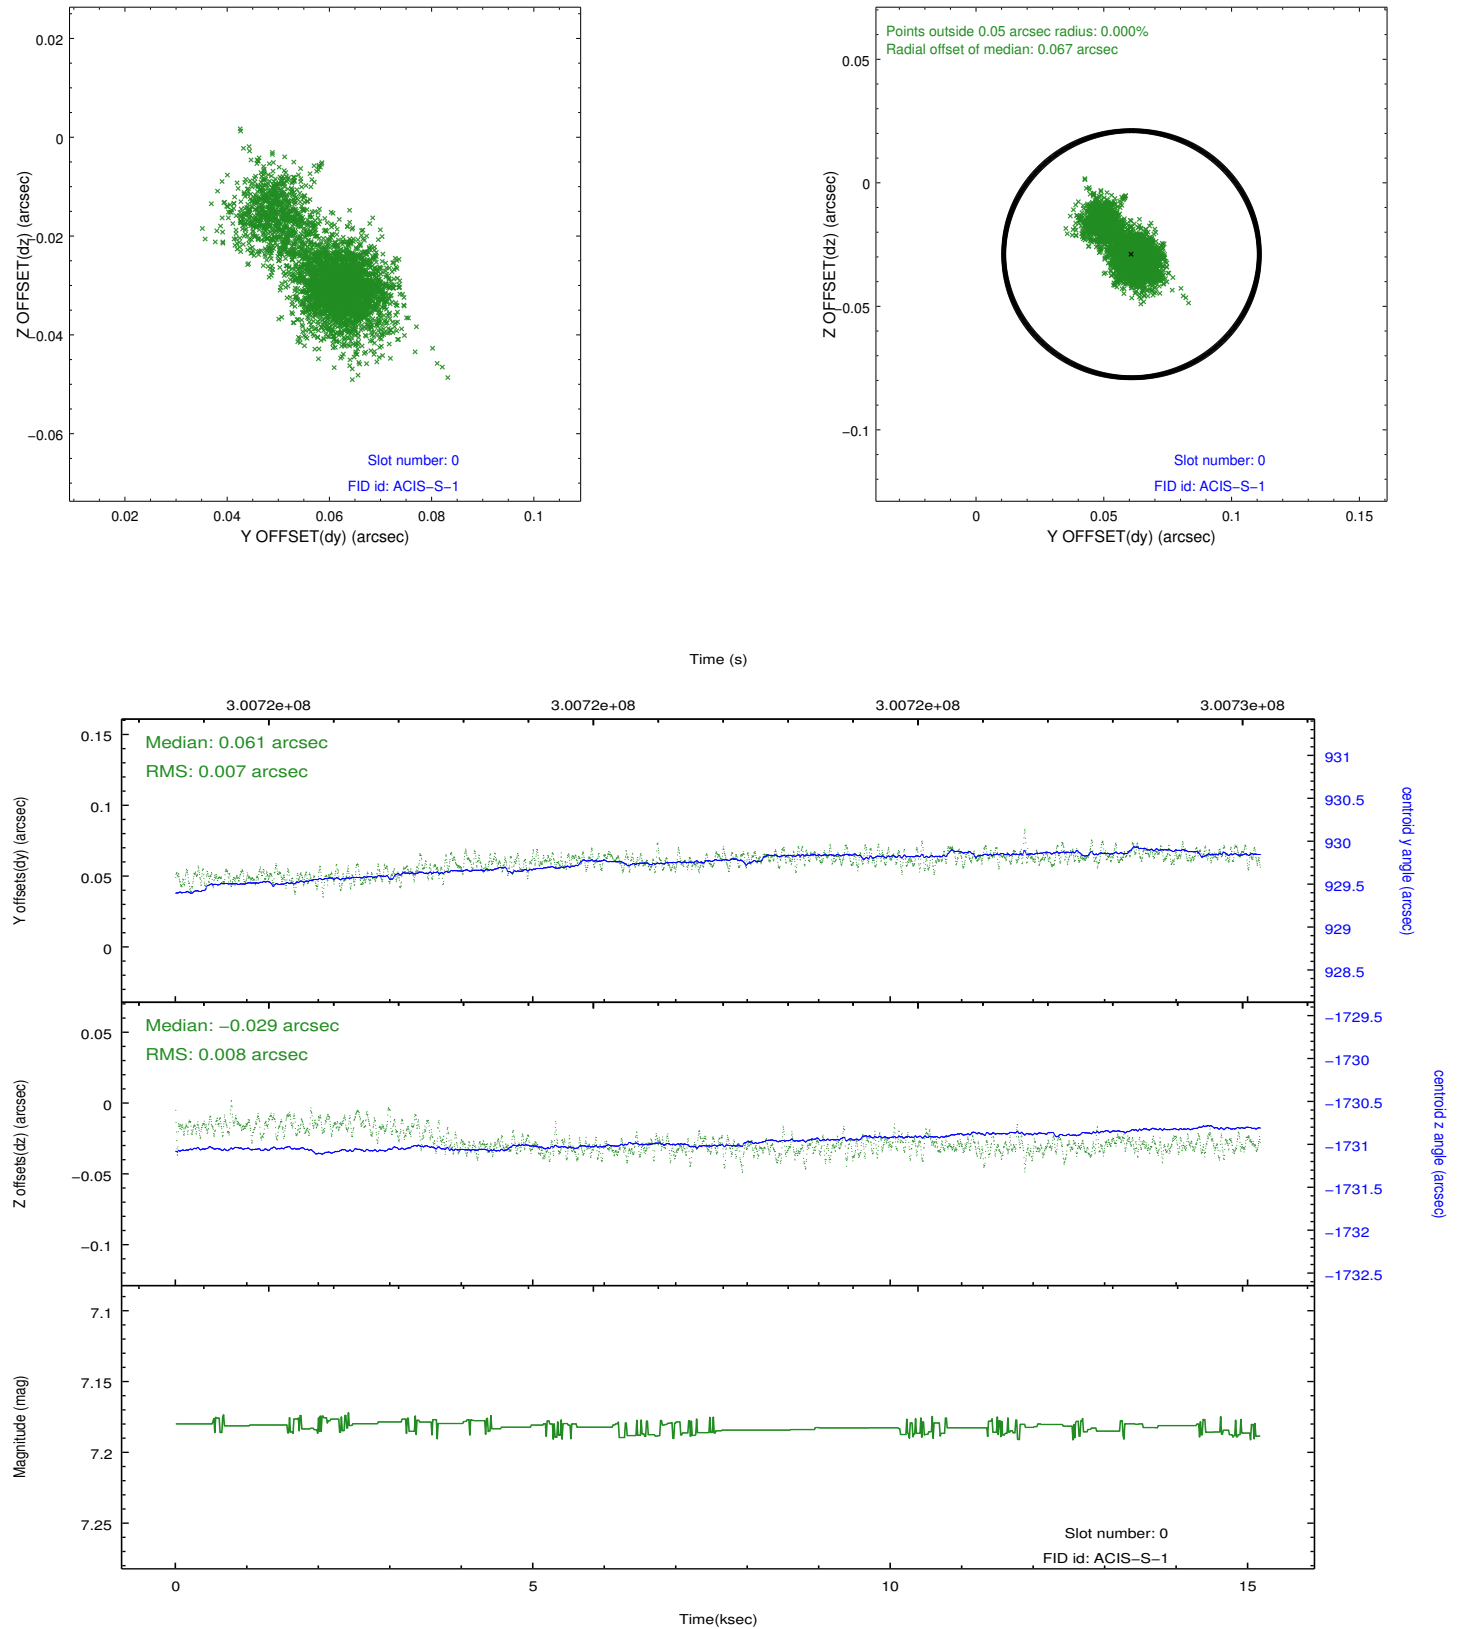 0.02
0
−0.02
−0.04
−0.06
Z OFFSET(dz) (arcsec)
Slot number: 0
FID id: ACIS−S−1
0.02 0.04 0.06 0.08 0.1
Y OFFSET(dy) (arcsec)
Points outside 0.05 arcsec radius: 0.000%
Radial offset of median: 0.067 arcsec
0.05
0
−0.05
−0.1
Z OFFSET(dz) (arcsec)
Slot number: 0
FID id: ACIS−S−1
0 0.05 0.1 0.15
Y OFFSET(dy) (arcsec)
Time (s)
3.0072e+08 3.0072e+08 3.0072e+08 3.0073e+08
Median: 0.061 arcsec
RMS: 0.007 arcsec
0.15
0.1
0.05
0
Y offsets(dy) (arcsec)
931
930.5
930
929.5
929
928.5
centroid y angle (arcsec)
Median: −0.029 arcsec
RMS: 0.008 arcsec
0.05
0
−0.05
−0.1
Z offsets(dz) (arcsec)
−1729.5
−1730
−1730.5
−1731
−1731.5
−1732
−1732.5
centroid z angle (arcsec)
7.1
7.15
7.2
7.25
Magnitude (mag)
Slot number: 0
FID id: ACIS−S−1
0 5 10 15
Time(ksec)